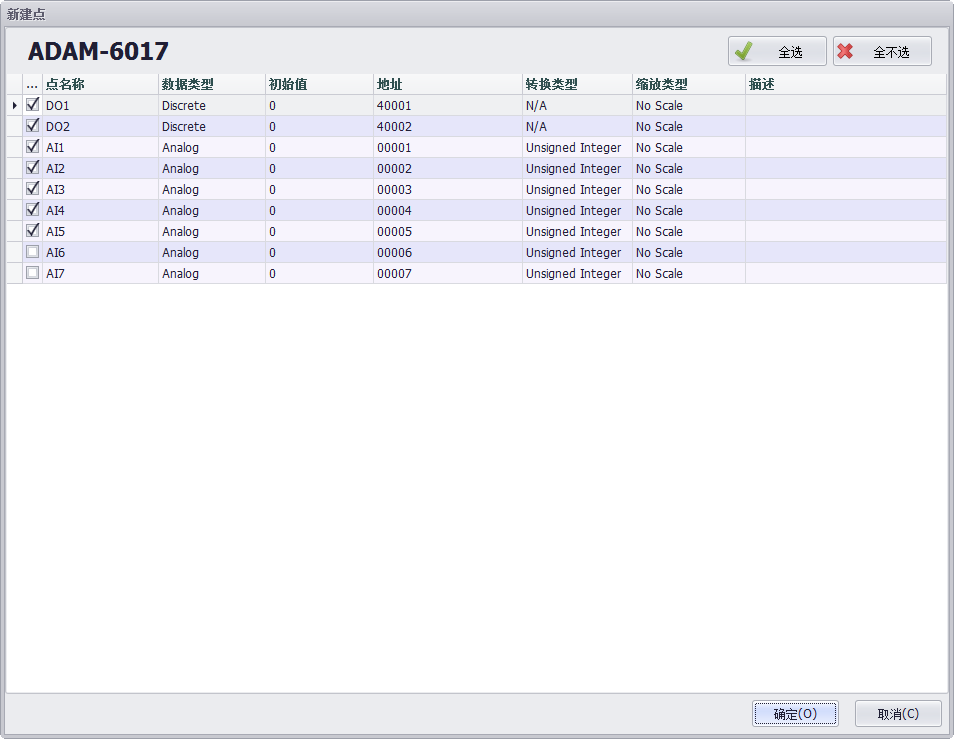 新建点
ADAM-6017
全选 全不选
... 点名称 数据类型 初始值 地址 转换类型 缩放类型 描述
DO1 Discrete 0 40001 N/A No Scale
DO2 Discrete 0 40002 N/A No Scale
AI1 Analog 0 00001 Unsigned Integer No Scale
AI2 Analog 0 00002 Unsigned Integer No Scale
AI3 Analog 0 00003 Unsigned Integer No Scale
AI4 Analog 0 00004 Unsigned Integer No Scale
AI5 Analog 0 00005 Unsigned Integer No Scale
AI6 Analog 0 00006 Unsigned Integer No Scale
AI7 Analog 0 00007 Unsigned Integer No Scale
确定(O) 取消(C)